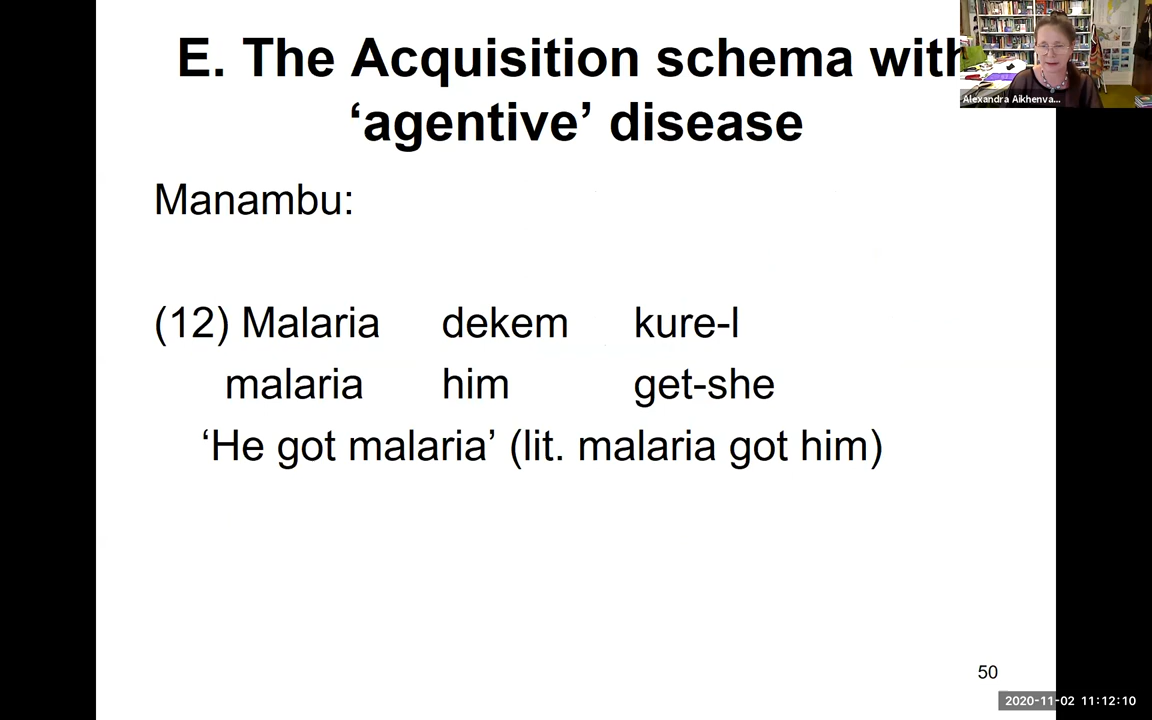 E. The Acquisition schema with
‘agentive’ disease
Alexandra Aikhenva...
Manambu:
(12) Malaria dekem kure-l
malaria him get-she
‘He got malaria’ (lit. malaria got him)
50
2020-11-02 11:12:10